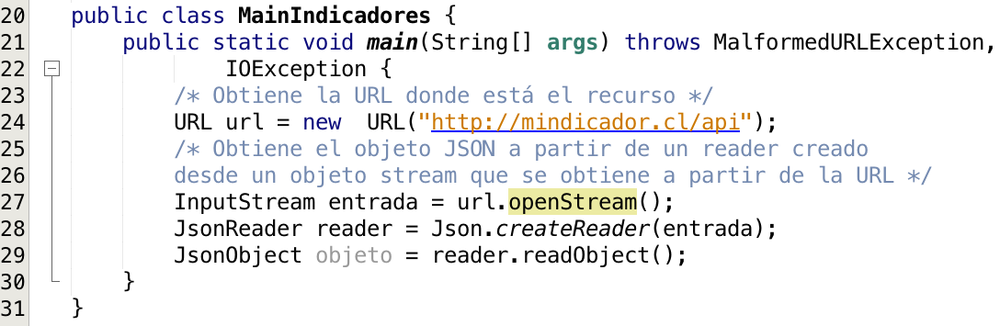 20 public class MainIndicadores {
21 public static void main(String[] args) throws MalformedURLException,
22 IOException {
23 /* Obtiene la URL donde está el recurso */
24 URL url = new  URL("http://mindicador.cl/api");
25 /* Obtiene el objeto JSON a partir de un reader creado
26 desde un objeto stream que se obtiene a partir de la URL */
27 InputStream entrada = url.openStream();
28 JsonReader reader = Json.createReader(entrada);
29 JsonObject objeto = reader.readObject();
30 }
31 }